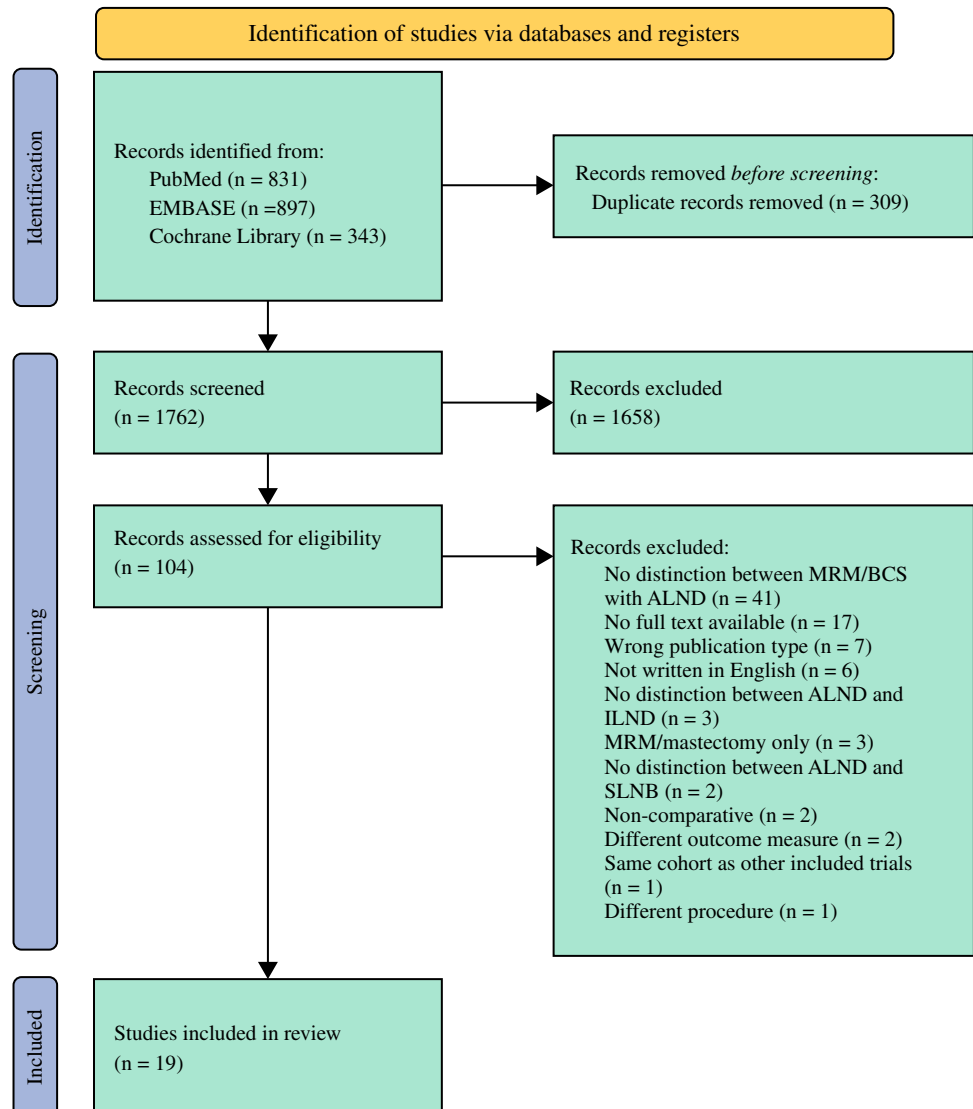 Identification of studies via databases and registers
Identification
Records identified from:
PubMed (n = 831)
EMBASE (n =897)
Cochrane Library (n = 343)
Records removed before screening:
Duplicate records removed (n = 309)
Screening
Records screened
(n = 1762)
Records excluded
(n = 1658)
Records assessed for eligibility
(n = 104)
Records excluded:
No distinction between MRM/BCS
with ALND (n = 41)
No full text available (n = 17)
Wrong publication type (n = 7)
Not written in English (n = 6)
No distinction between ALND and
ILND (n = 3)
MRM/mastectomy only (n = 3)
No distinction between ALND and
SLNB (n = 2)
Non-comparative (n = 2)
Different outcome measure (n = 2)
Same cohort as other included trials
(n = 1)
Different procedure (n = 1)
Included
Studies included in review
(n = 19)